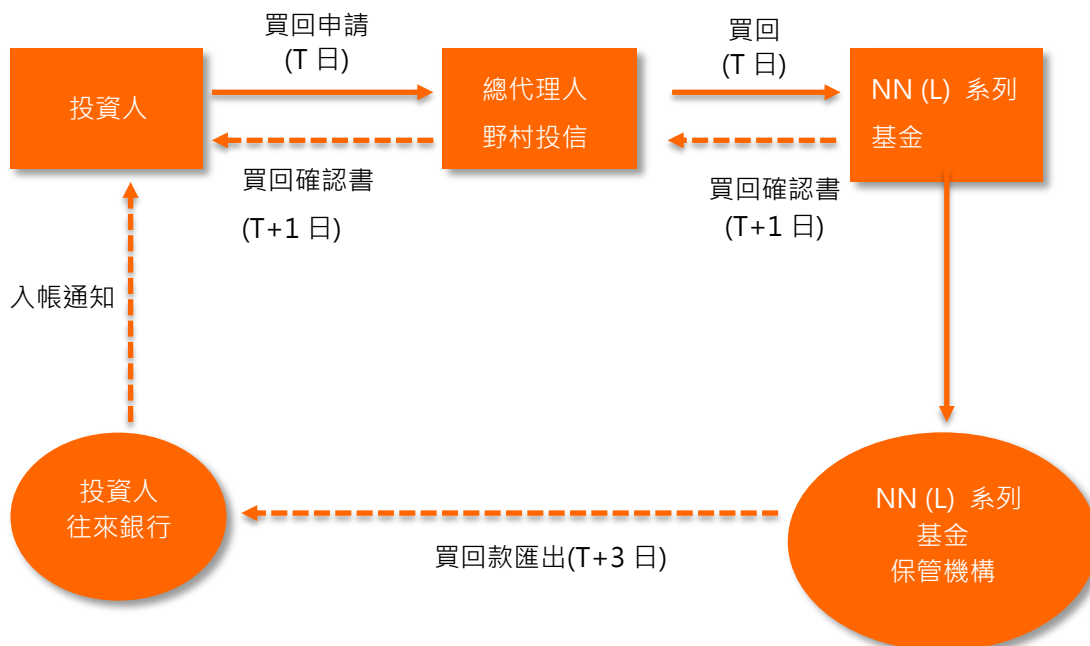 買回申請
(T 日)
買回
(T 日)
投資人
總代理人
野村投信
NN (L) 系列
基金
買回確認書
(T+1 日)
買回確認書
(T+1 日)
入帳通知
投資人
往來銀行
NN (L) 系列
基金
保管機構
買回款匯出(T+3 日)